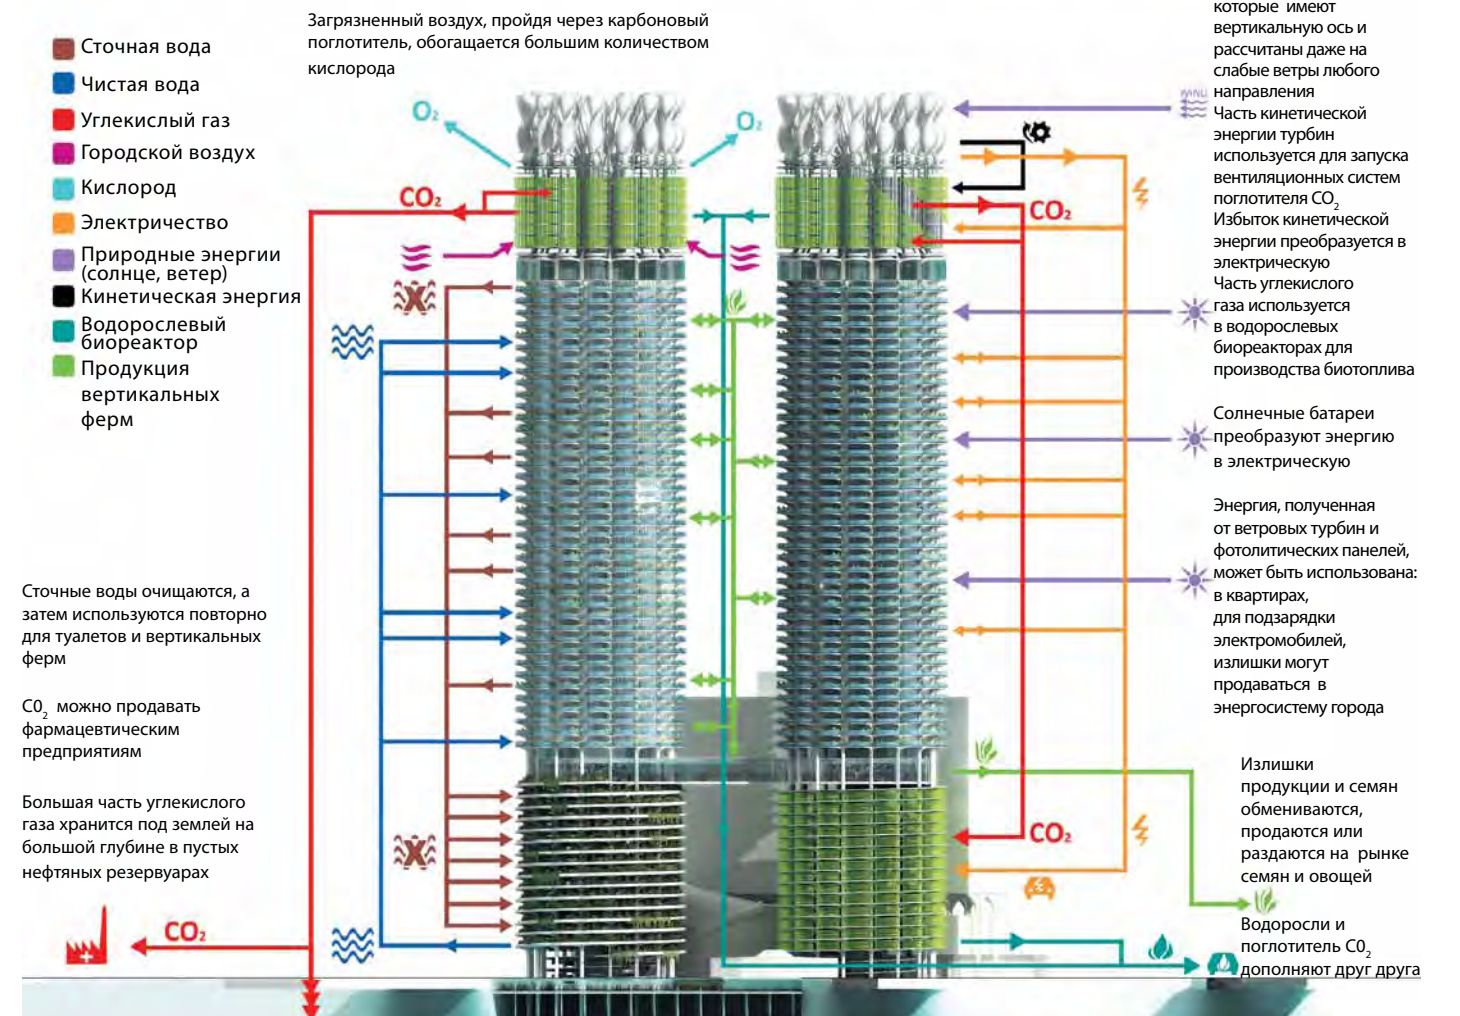 Загрязненный воздух, пройдя через карбоновый
поглотитель, обогащается большим количеством
кислорода
Сточная вода
Чистая вода
Углекислый газ
Городской воздух
Кислород
Электричество
Природные энергии
(солнце, ветер)
Кинетическая энергия
Водорослевый
биореактор
Продукция
вертикальных
ферм
Сточные воды очищаются, а
затем используются повторно
для туалетов и вертикальных
ферм
C0₂ можно продавать
фармацевтическим
предприятиям
Большая часть углекислого
газа хранится под землей на
большой глубине в пустых
нефтяных резервуарах
O₂
O₂
CO₂
CO₂
CO₂
CO₂
WIND
которые имеют
вертикальную ось и
рассчитаны даже на
слабые ветры любого
направления
Часть кинетической
энергии турбин
используется для запуска
вентиляционных систем
поглотителя CO₂
Избыток кинетической
энергии преобразуется в
электрическую
Часть углекислого
газа используется
в водорослевых
биореакторах для
производства биотоплива
Солнечные батареи
преобразуют энергию
в электрическую
Энергия, полученная
от ветровых турбин и
фотолитических панелей,
может быть использована:
в квартирах,
для подзарядки
электромобилей,
излишки могут
продаваться в
энергосистему города
Излишки
продукции и семян
обмениваются,
продаются или
раздаются на рынке
семян и овощей
Водоросли и
поглотитель C0₂
дополняют друг друга